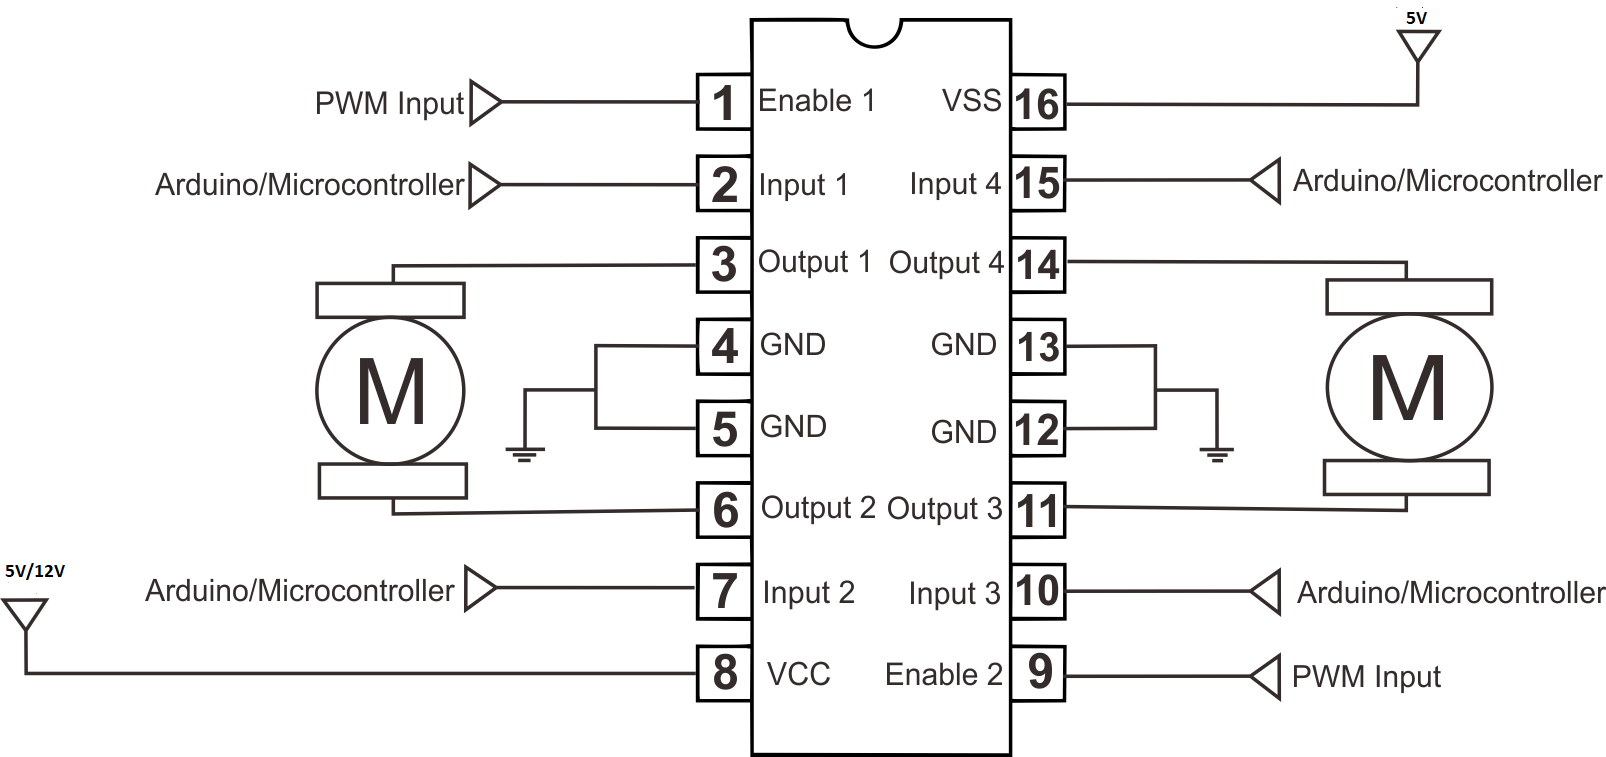 5V
PWM Input 1 Enable 1 VSS 16
Arduino/Microcontroller 2 Input 1 Input 4 15 Arduino/Microcontroller
3 Output 1 Output 4 14
M 4 GND GND 13 M
5 GND GND 12
6 Output 2 Output 3 11
5V/12V
Arduino/Microcontroller 7 Input 2 Input 3 10 Arduino/Microcontroller
8 VCC Enable 2 9 PWM Input